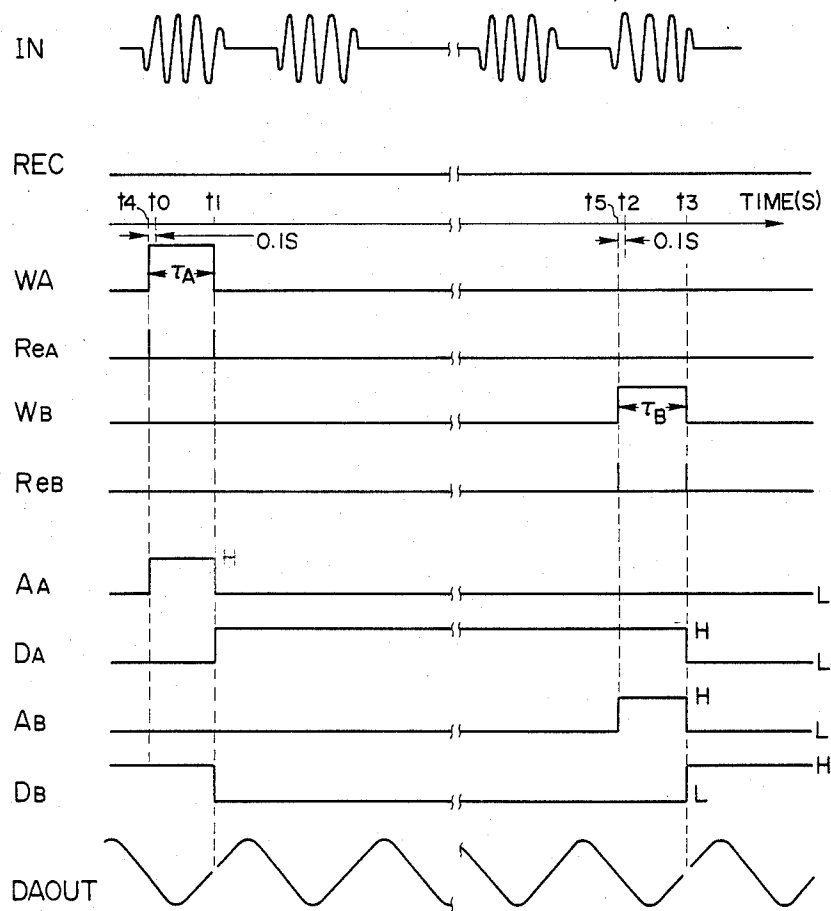 IN
REC
t4 t0 t1 t5 t2 t3 TIME(S)
0.1S 0.1S
WA τA
ReA
WB τB
ReB
AA H L
DA H L
AB H L
DB L H
DAOUT